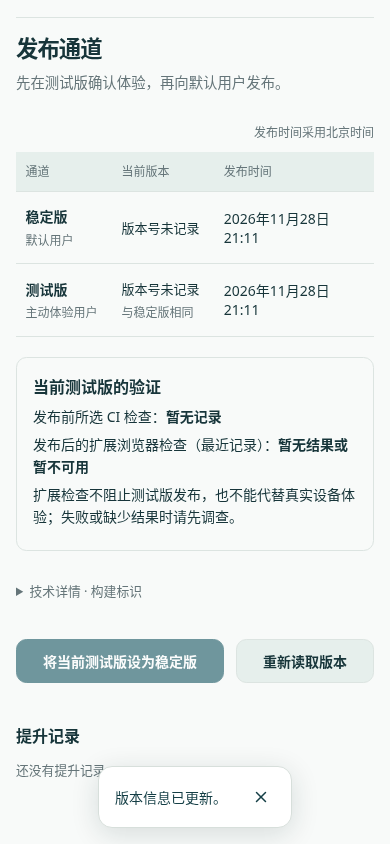 发布通道
先在测试版确认体验，再向默认用户发布。
发布时间采用北京时间
通道 当前版本 发布时间
稳定版
默认用户
版本号未记录
2026年11月28日
21:11
测试版
主动体验用户
版本号未记录
与稳定版相同
2026年11月28日
21:11
当前测试版的验证
发布前所选 CI 检查：暂无记录
发布后的扩展浏览器检查（最近记录）：暂无结果或
暂不可用
扩展检查不阻止测试版发布，也不能代替真实设备体
验；失败或缺少结果时请先调查。
技术详情 · 构建标识
将当前测试版设为稳定版
重新读取版本
提升记录
还没有提升记录
版本信息已更新。